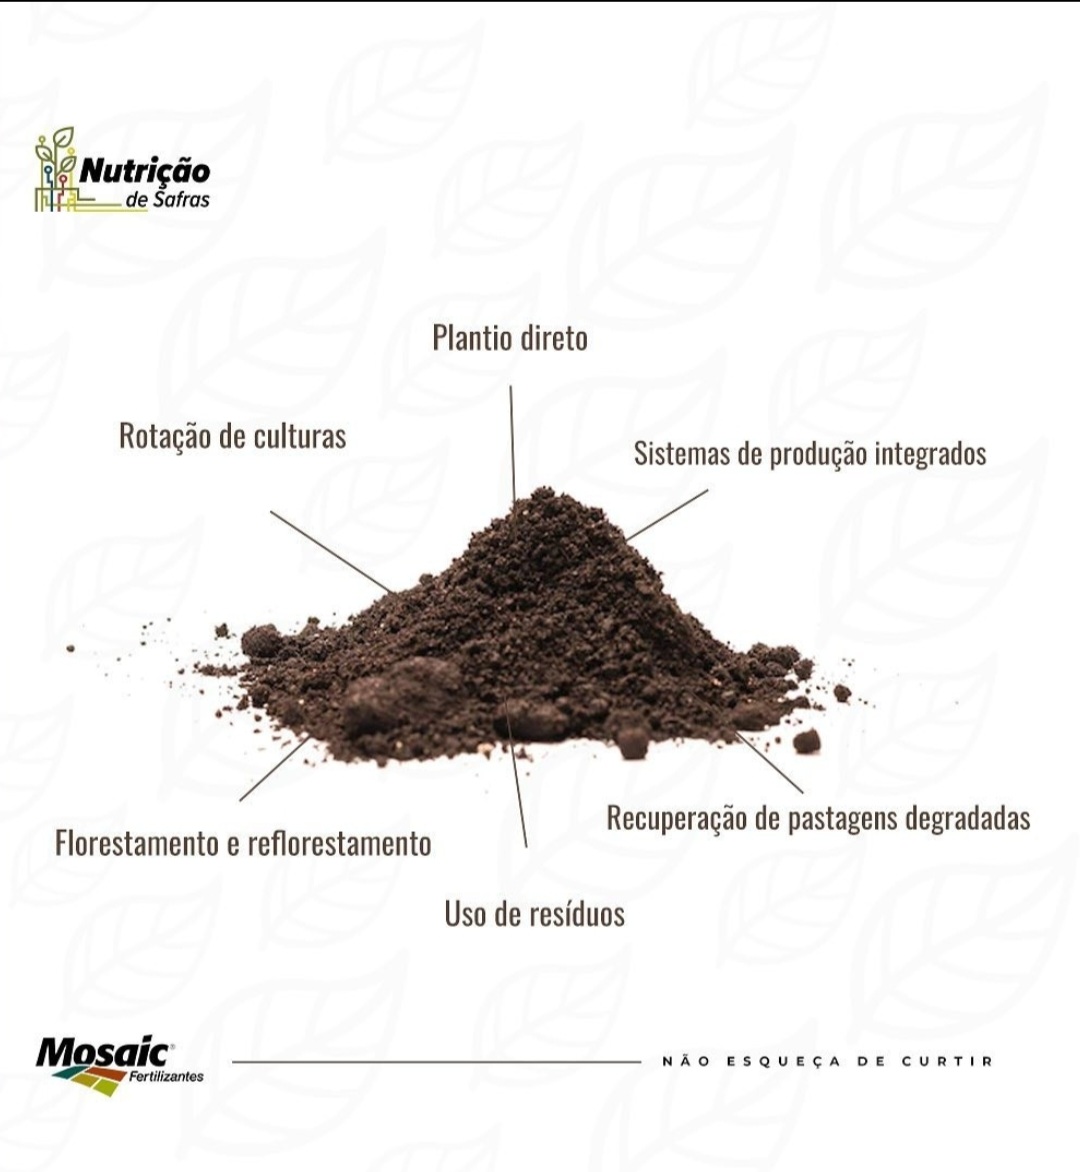 Nutrição
de Safras
Plantio direto
Rotação de culturas
Sistemas de produção integrados
Recuperação de pastagens degradadas
Florestamento e reflorestamento
Uso de resíduos
Mosaic®
Fertilizantes
NÃO ESQUEÇA DE CURTIR